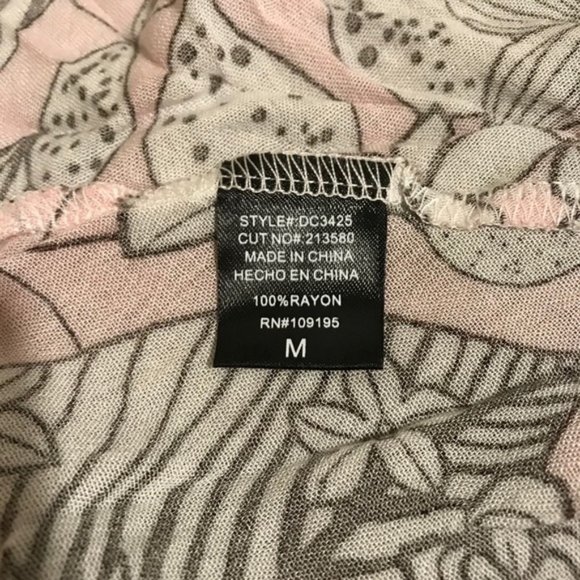 STYLE#:DC3425
CUT NO#:213580
MADE IN CHINA
HECHO EN CHINA
100%RAYON
RN#109195
M